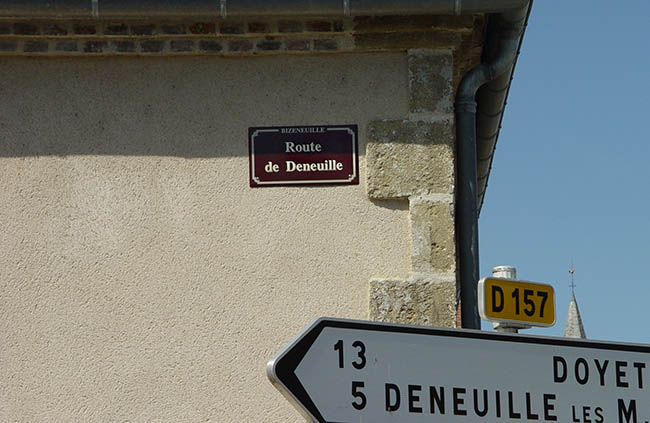 BIZENEUILLE
Route
de Deneuille
D 157
13 DOYET
5 DENEUILLE LES M.